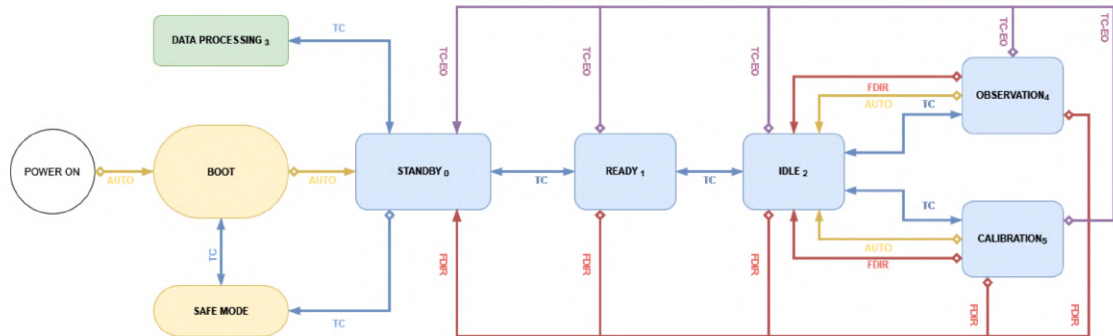 DATA PROCESSING 3
TC
TC-EO
TC-EO
TC-EO
TC-EO
TC-EO
FDIR
AUTO
TC
OBSERVATION4
POWER ON
AUTO
BOOT
AUTO
STANDBY 0
TC
READY 1
TC
IDLE 2
TC
TC
AUTO
FDIR
CALIBRATION5
SAFE MODE
TC
FDIR
FDIR
FDIR
FDIR
FDIR